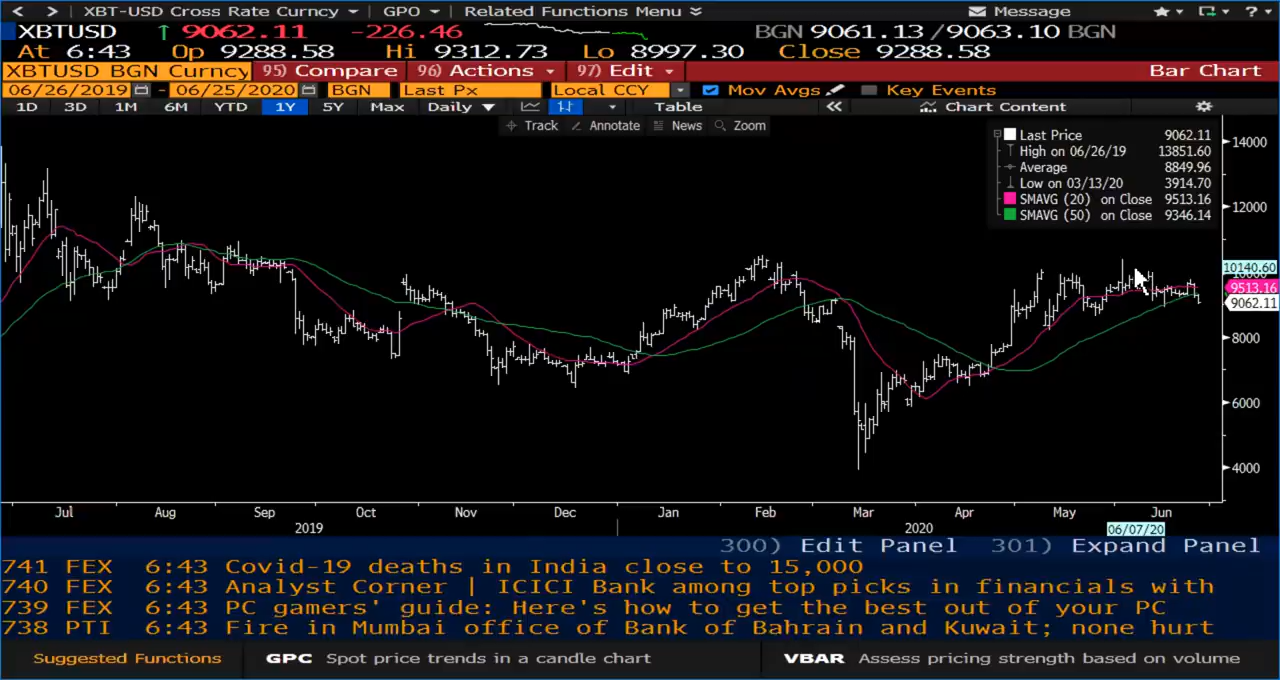 < > XBT-USD Cross Rate Curncy GPO Related Functions Menu Message ?
XBTUSD ↑ 9062.11 -226.46 BGN 9061.13 /9063.10 BGN
At 6:43 Op 9288.58 Hi 9312.73 Lo 8997.30 Close 9288.58
XBTUSD BGN Curncy 95) Compare 96) Actions 97) Edit Bar Chart
06/26/2019 - 06/25/2020 BGN Last Px Local CCY Mov Avgs Key Events
1D 3D 1M 6M YTD 1Y 5Y Max Daily ▼ Table « Chart Content
Track Annotate News Zoom
Last Price 9062.11
High on 06/26/19 13851.60
Average 8849.96
Low on 03/13/20 3914.70
SMAVG (20) on Close 9513.16
SMAVG (50) on Close 9346.14
14000
12000
10140.60
10000
9513.16
9062.11
8000
6000
4000
Jul Aug Sep Oct Nov Dec Jan Feb Mar Apr May Jun
2019 2020 06/07/20
300) Edit Panel 301) Expand Panel
741 FEX 6:43 Covid-19 deaths in India close to 15,000
740 FEX 6:43 Analyst Corner | ICICI Bank among top picks in financials with
739 FEX 6:43 PC gamers' guide: Here's how to get the best out of your PC
738 PTI 6:43 Fire in Mumbai office of Bank of Bahrain and Kuwait; none hurt
Suggested Functions GPC Spot price trends in a candle chart VBAR Assess pricing strength based on volume